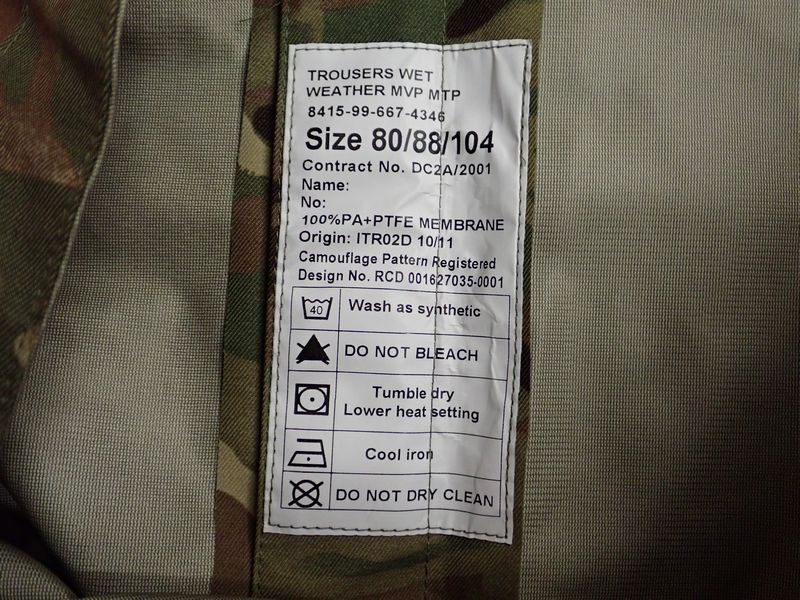 TROUSERS WET
WEATHER MVP MTP
8415-99-667-4346
Size 80/88/104
Contract No. DC2A/2001
Name:
No:
100%PA+PTFE MEMBRANE
Origin: ITR02D 10/11
Camouflage Pattern Registered
Design No. RCD 001627035-0001
40 Wash as synthetic
DO NOT BLEACH
Tumble dry
Lower heat setting
Cool iron
DO NOT DRY CLEAN